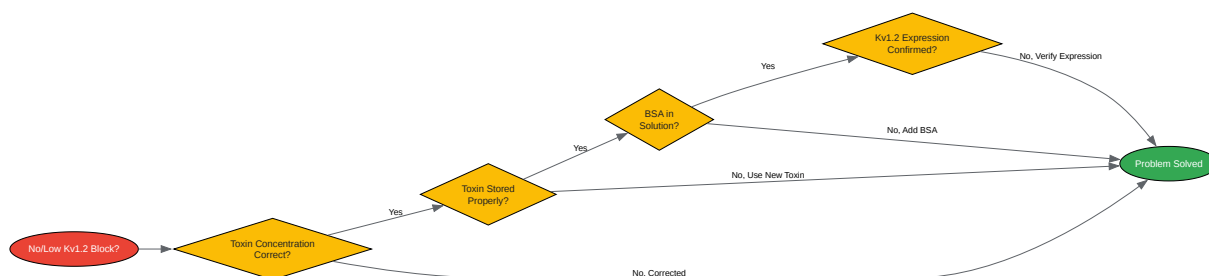 No/Low Kv1.2 Block?
Toxin Concentration
Correct?
Yes
No, Corrected
Toxin Stored
Properly?
Yes
No, Use New Toxin
BSA in
Solution?
Yes
No, Add BSA
Kv1.2 Expression
Confirmed?
No, Verify Expression
Problem Solved